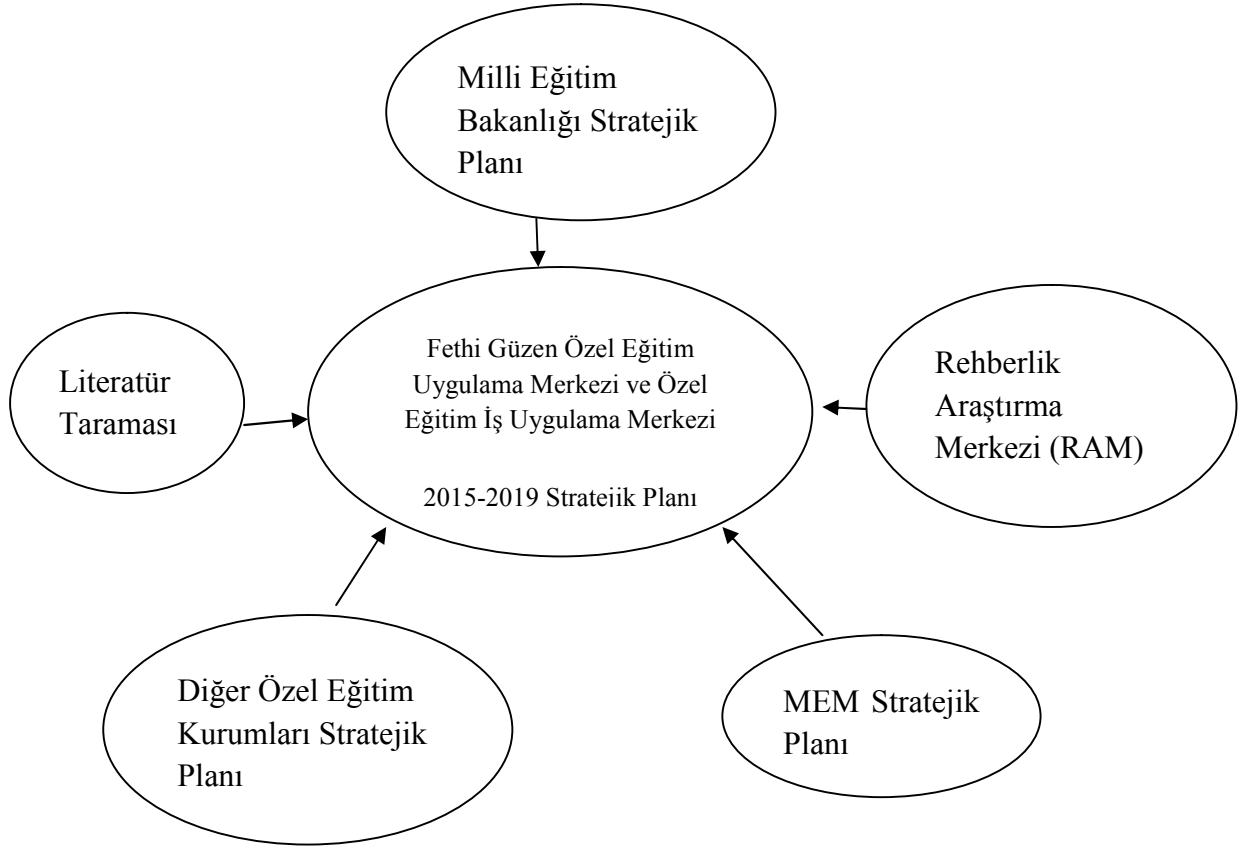 Milli Eğitim
Bakanlığı Stratejik
Planı
Literatür
Taraması
Fethi Güzen Özel Eğitim
Uygulama Merkezi ve Özel
Eğitim İş Uygulama Merkezi
2015-2019 Stratejik Planı
Rehberlik
Araştırma
Merkezi (RAM)
Diğer Özel Eğitim
Kurumları Stratejik
Planı
MEM Stratejik
Planı